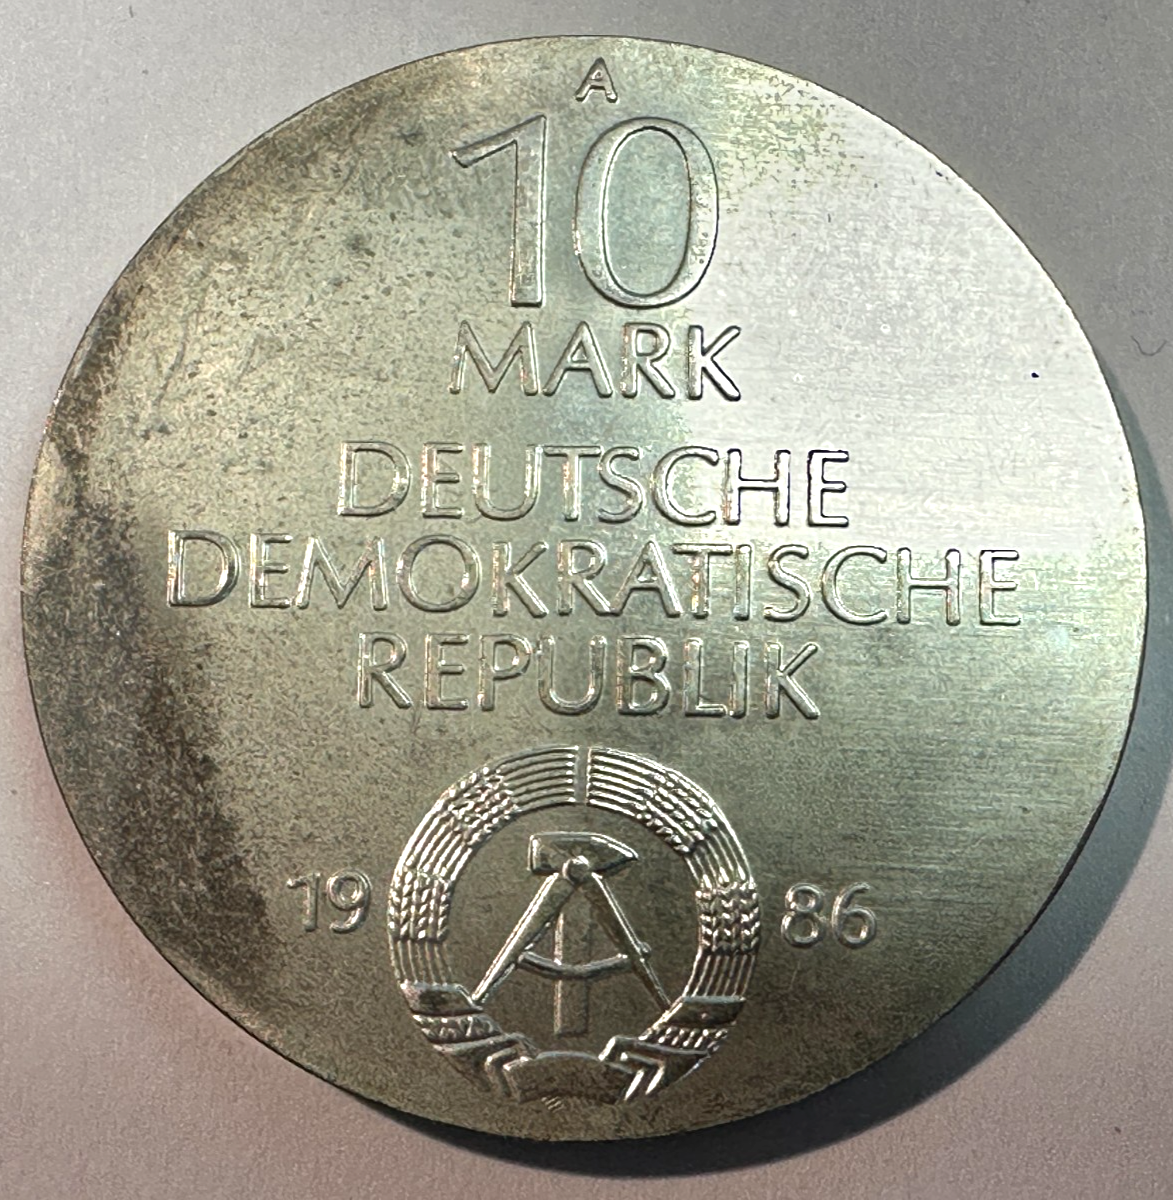 A
10
MARK
DEUTSCHE
DEMOKRATISCHE
REPUBLIK
19 86